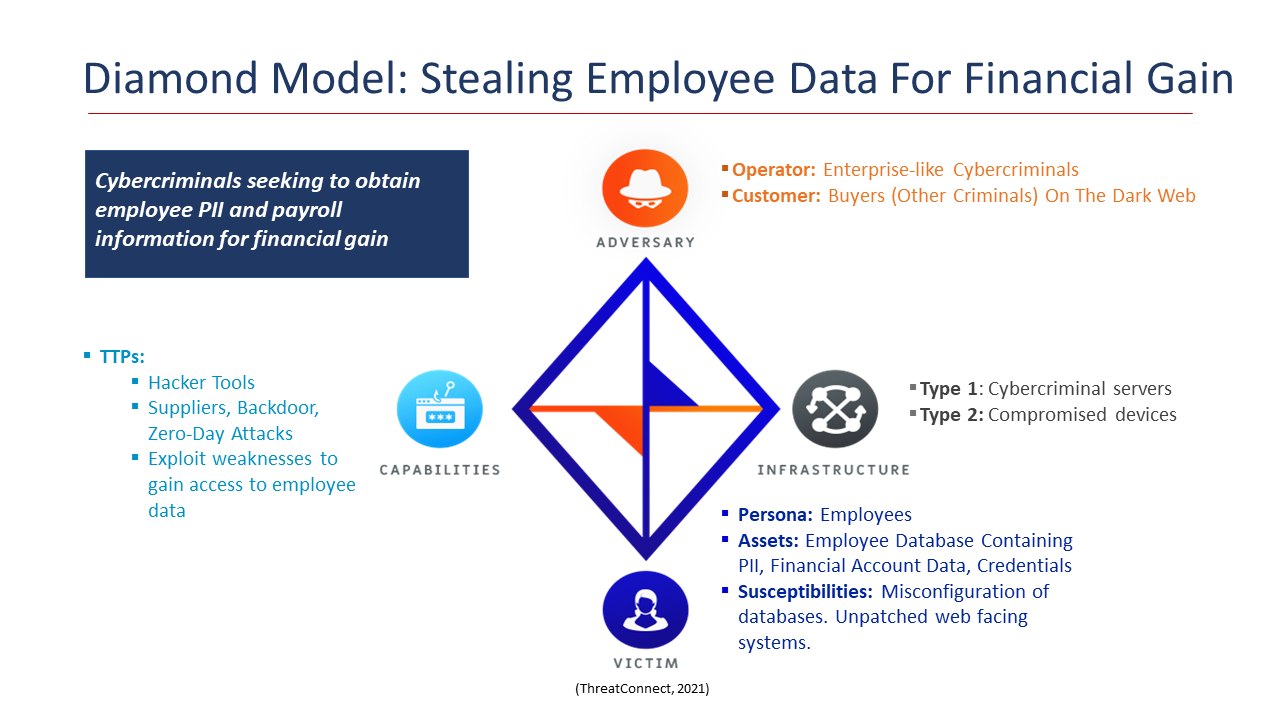 Diamond Model: Stealing Employee Data For Financial Gain
Cybercriminals seeking to obtain
employee PII and payroll
information for financial gain
▪ Operator: Enterprise-like Cybercriminals
▪ Customer: Buyers (Other Criminals) On The Dark Web
ADVERSARY
▪ TTPs:
▪ Hacker Tools
▪ Suppliers, Backdoor,
Zero-Day Attacks
▪ Exploit weaknesses to
gain access to employee
data
***
CAPABILITIES
▪ Type 1: Cybercriminal servers
▪ Type 2: Compromised devices
INFRASTRUCTURE
▪ Persona: Employees
▪ Assets: Employee Database Containing
PII, Financial Account Data, Credentials
▪ Susceptibilities: Misconfiguration of
databases. Unpatched web facing
systems.
VICTIM
(ThreatConnect, 2021)